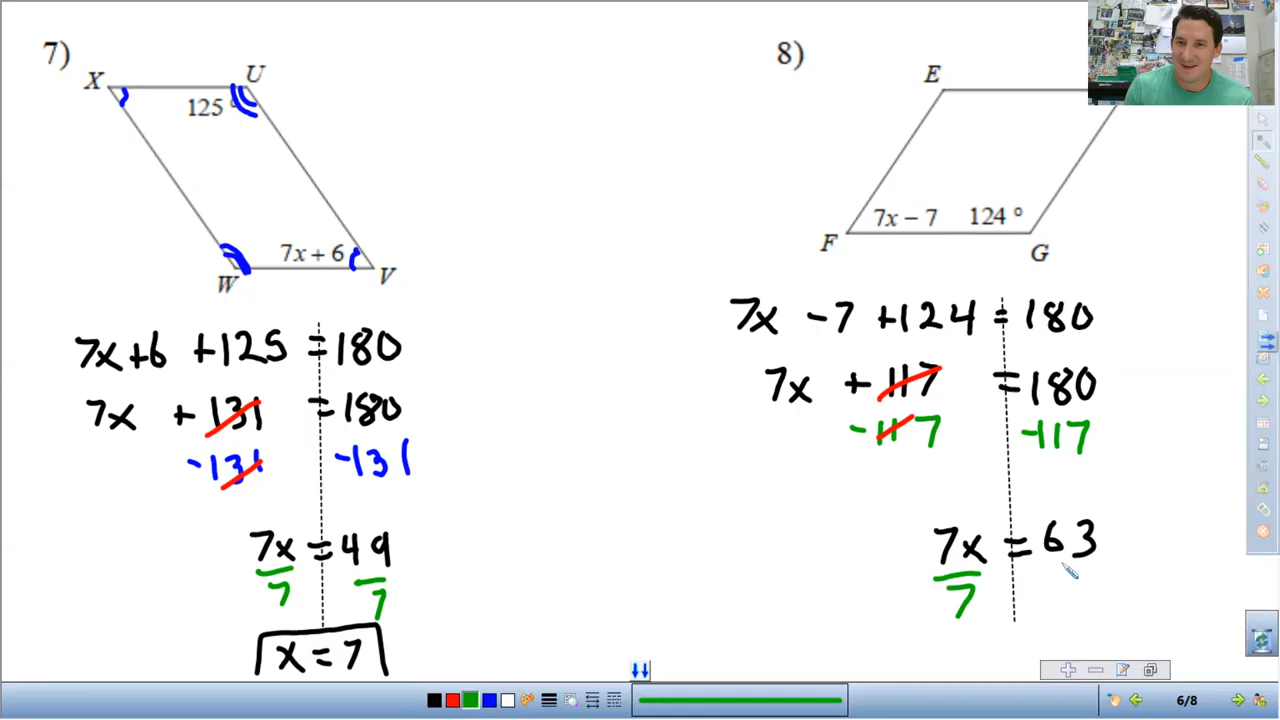 7)
X
U
125°
7x + 6
W
V
7x+6 +125 = 180
7x + 131 = 180
-131 -131
7x = 49
7 7
x = 7
8)
E
7x – 7
124 °
F
G
7x -7 +124 = 180
7x + 117 = 180
-117 -117
7x = 63
7
6/8